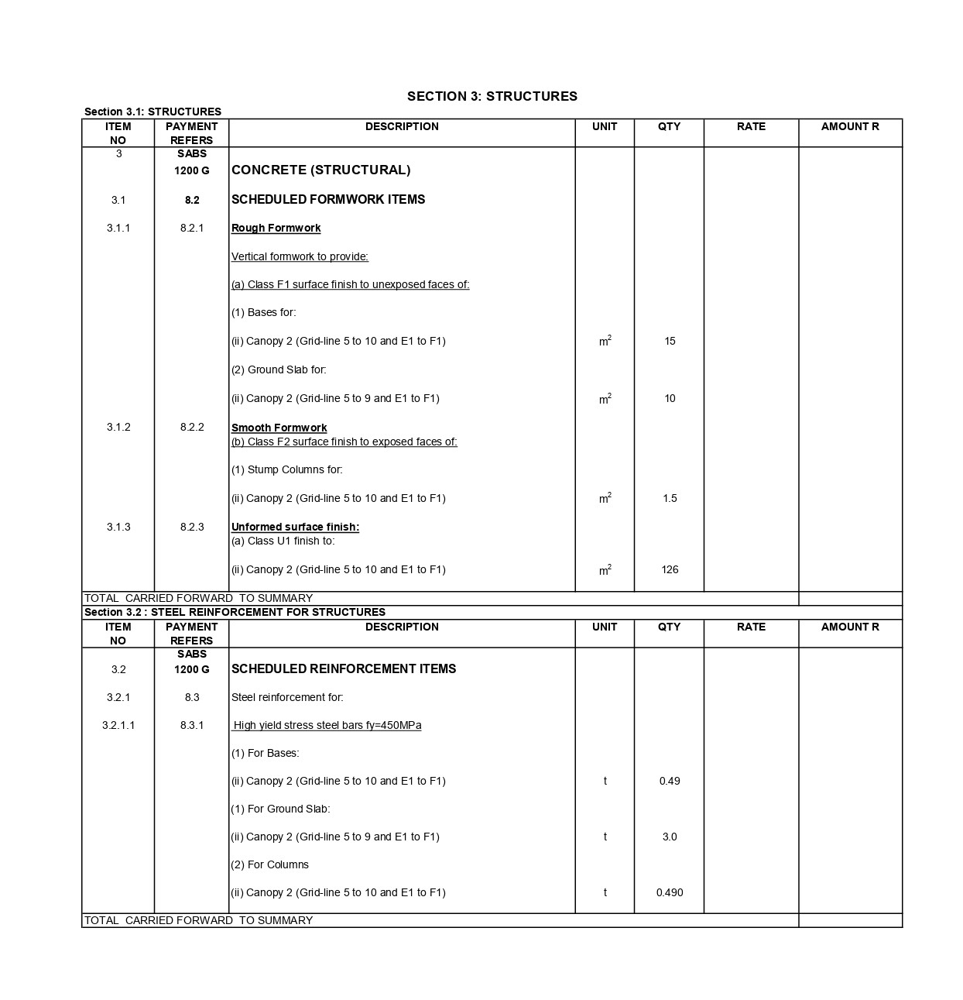 SECTION 3: STRUCTURES
Section 3.1: STRUCTURES
ITEM NO PAYMENT REFERS DESCRIPTION UNIT QTY RATE AMOUNT R
3 SABS
1200 G CONCRETE (STRUCTURAL)
3.1 8.2 SCHEDULED FORMWORK ITEMS
3.1.1 8.2.1 Rough Formwork
Vertical formwork to provide:
(a) Class F1 surface finish to unexposed faces of:
(1) Bases for:
(ii) Canopy 2 (Grid-line 5 to 10 and E1 to F1) m² 15
(2) Ground Slab for:
(ii) Canopy 2 (Grid-line 5 to 9 and E1 to F1) m² 10
3.1.2 8.2.2 Smooth Formwork
(b) Class F2 surface finish to exposed faces of:
(1) Stump Columns for:
(ii) Canopy 2 (Grid-line 5 to 10 and E1 to F1) m² 1.5
3.1.3 8.2.3 Unformed surface finish:
(a) Class U1 finish to:
(ii) Canopy 2 (Grid-line 5 to 10 and E1 to F1) m² 126
TOTAL CARRIED FORWARD TO SUMMARY
Section 3.2 : STEEL REINFORCEMENT FOR STRUCTURES
ITEM NO PAYMENT REFERS DESCRIPTION UNIT QTY RATE AMOUNT R
SABS
3.2 1200 G SCHEDULED REINFORCEMENT ITEMS
3.2.1 8.3 Steel reinforcement for:
3.2.1.1 8.3.1 High yield stress steel bars fy=450MPa
(1) For Bases:
(ii) Canopy 2 (Grid-line 5 to 10 and E1 to F1) t 0.49
(1) For Ground Slab:
(ii) Canopy 2 (Grid-line 5 to 9 and E1 to F1) t 3.0
(2) For Columns
(ii) Canopy 2 (Grid-line 5 to 10 and E1 to F1) t 0.490
TOTAL CARRIED FORWARD TO SUMMARY